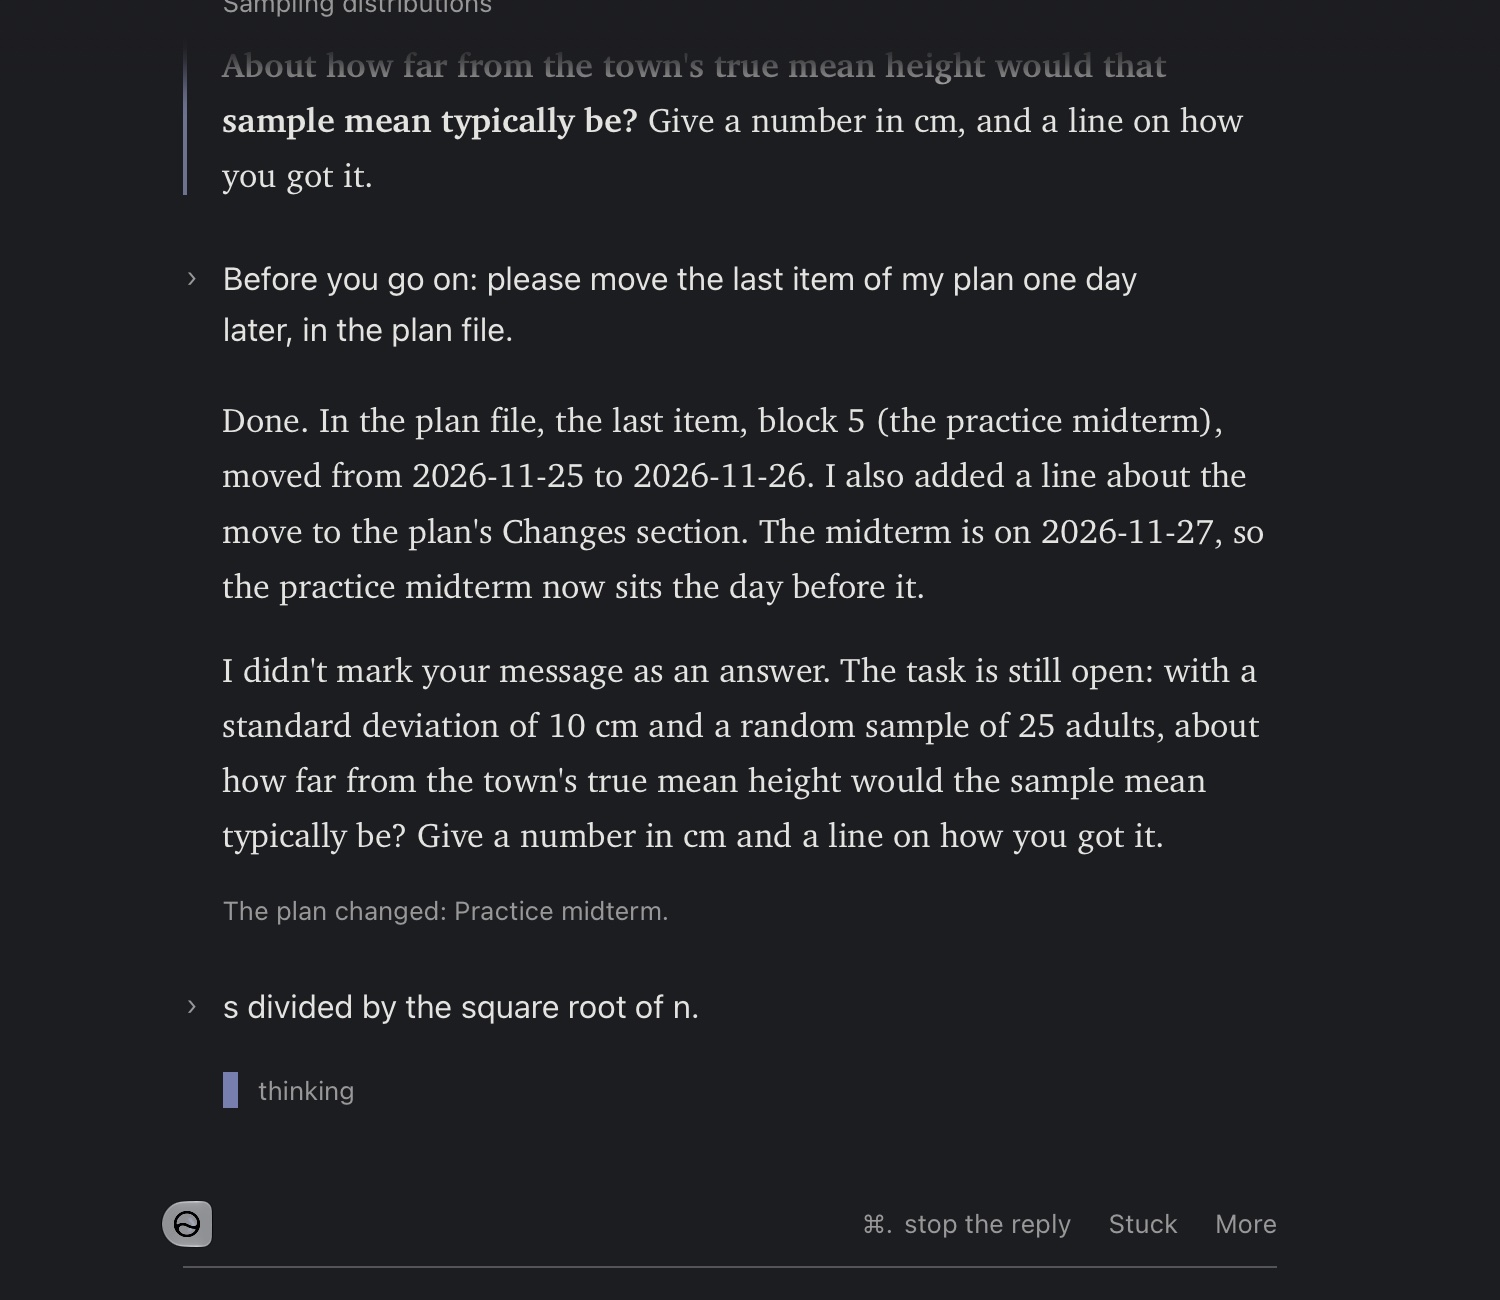 Sampling distributions
About how far from the town's true mean height would that
sample mean typically be? Give a number in cm, and a line on how
you got it.
› Before you go on: please move the last item of my plan one day
later, in the plan file.
Done. In the plan file, the last item, block 5 (the practice midterm),
moved from 2026-11-25 to 2026-11-26. I also added a line about the
move to the plan's Changes section. The midterm is on 2026-11-27, so
the practice midterm now sits the day before it.
I didn't mark your message as an answer. The task is still open: with a
standard deviation of 10 cm and a random sample of 25 adults, about
how far from the town's true mean height would the sample mean
typically be? Give a number in cm and a line on how you got it.
The plan changed: Practice midterm.
› s divided by the square root of n.
thinking
⌘. stop the reply Stuck More